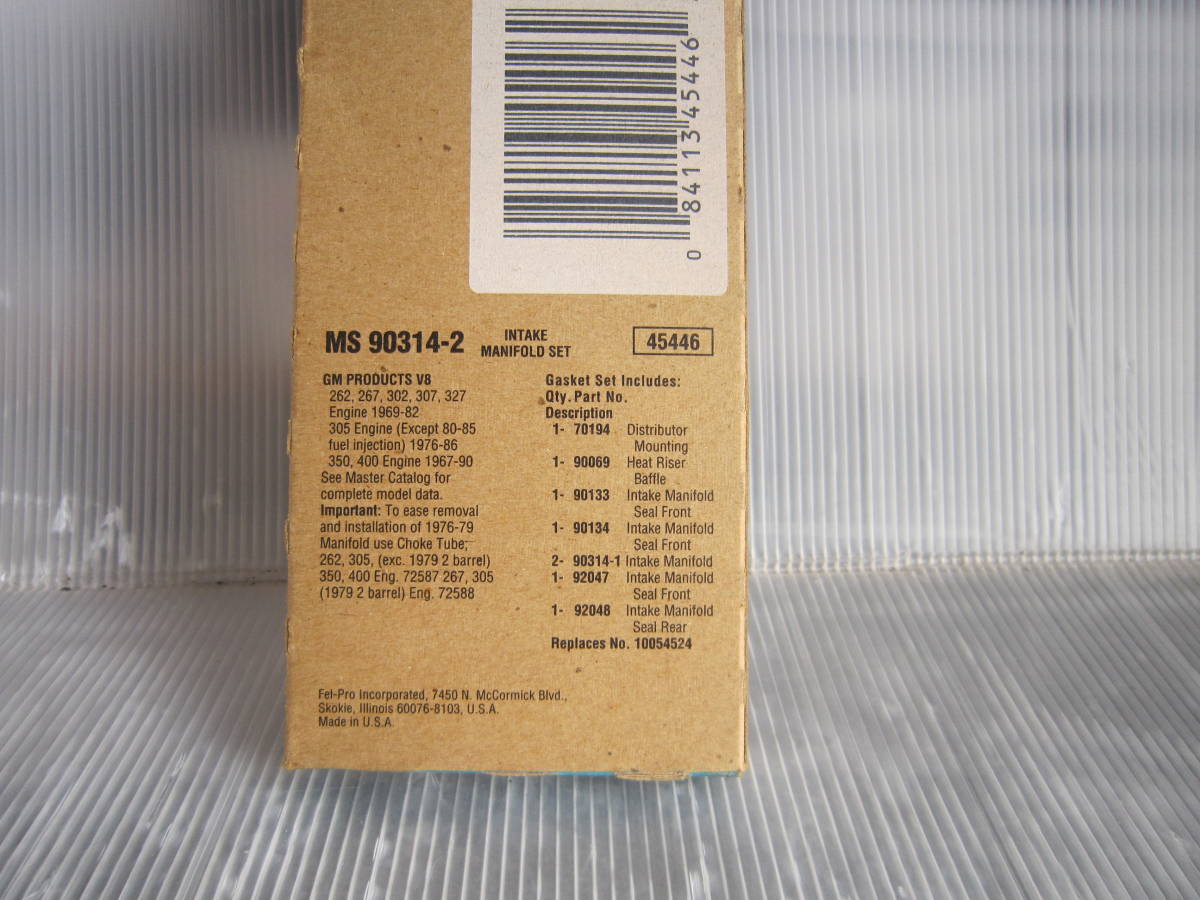 0 84113 45446
MS 90314-2
INTAKE
MANIFOLD SET
45446
GM PRODUCTS V8
262, 267, 302, 307, 327
Engine 1969-82
305 Engine (Except 80-85
fuel injection) 1976-86
350, 400 Engine 1967-90
See Master Catalog for
complete model data.
Important: To ease removal
and installation of 1976-79
Manifold use Choke Tube;
262, 305, (exc. 1979 2 barrel)
350, 400 Eng. 72587 267, 305
(1979 2 barrel) Eng. 72588
Gasket Set Includes:
Qty. Part No.
Description
1- 70194 Distributor
Mounting
1- 90069 Heat Riser
Baffle
1- 90133 Intake Manifold
Seal Front
1- 90134 Intake Manifold
Seal Front
2- 90314-1 Intake Manifold
1- 92047 Intake Manifold
Seal Front
1- 92048 Intake Manifold
Seal Rear
Replaces No. 10054524
Fel-Pro Incorporated, 7450 N. McCormick Blvd.,
Skokie, Illinois 60076-8103, U.S.A.
Made in U.S.A.